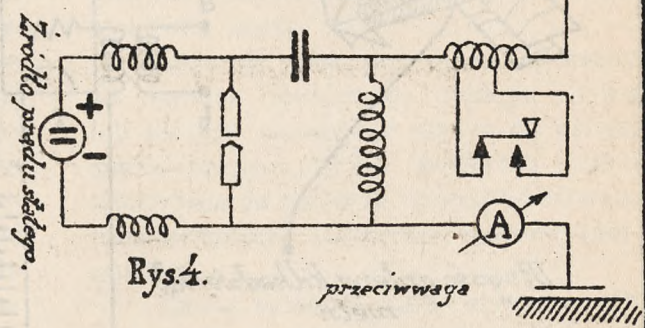 Źródło prądu stałego.
+
−
A
Rys. 4.
przeciwwaga